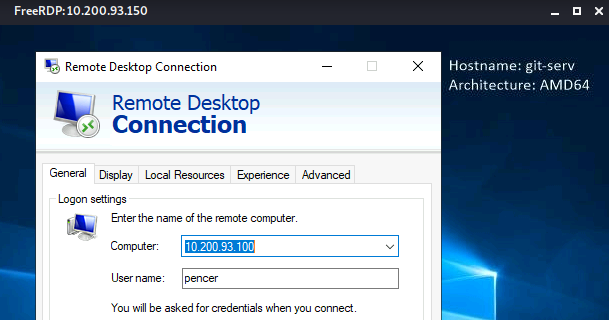 FreeRDP:10.200.93.150
Remote Desktop Connection
Hostname: git-serv
Architecture: AMD64
Remote Desktop
Connection
General Display Local Resources Experience Advanced
Logon settings
Enter the name of the remote computer.
Computer: 10.200.93.100
User name: pencer
You will be asked for credentials when you connect.